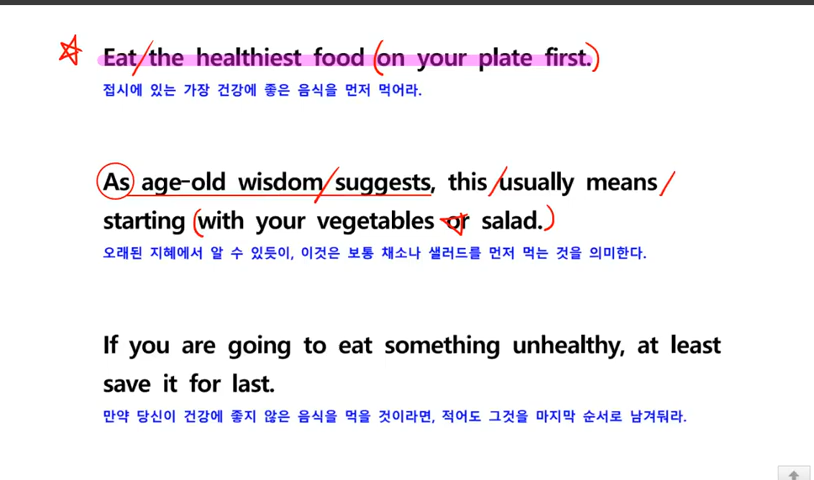 Eat the healthiest food on your plate first.
접시에 있는 가장 건강에 좋은 음식을 먼저 먹어라.
As age-old wisdom suggests, this usually means
starting with your vegetables or salad.
오래된 지혜에서 알 수 있듯이, 이것은 보통 채소나 샐러드를 먼저 먹는 것을 의미한다.
If you are going to eat something unhealthy, at least
save it for last.
만약 당신이 건강에 좋지 않은 음식을 먹을 것이라면, 적어도 그것을 마지막 순서로 남겨둬라.